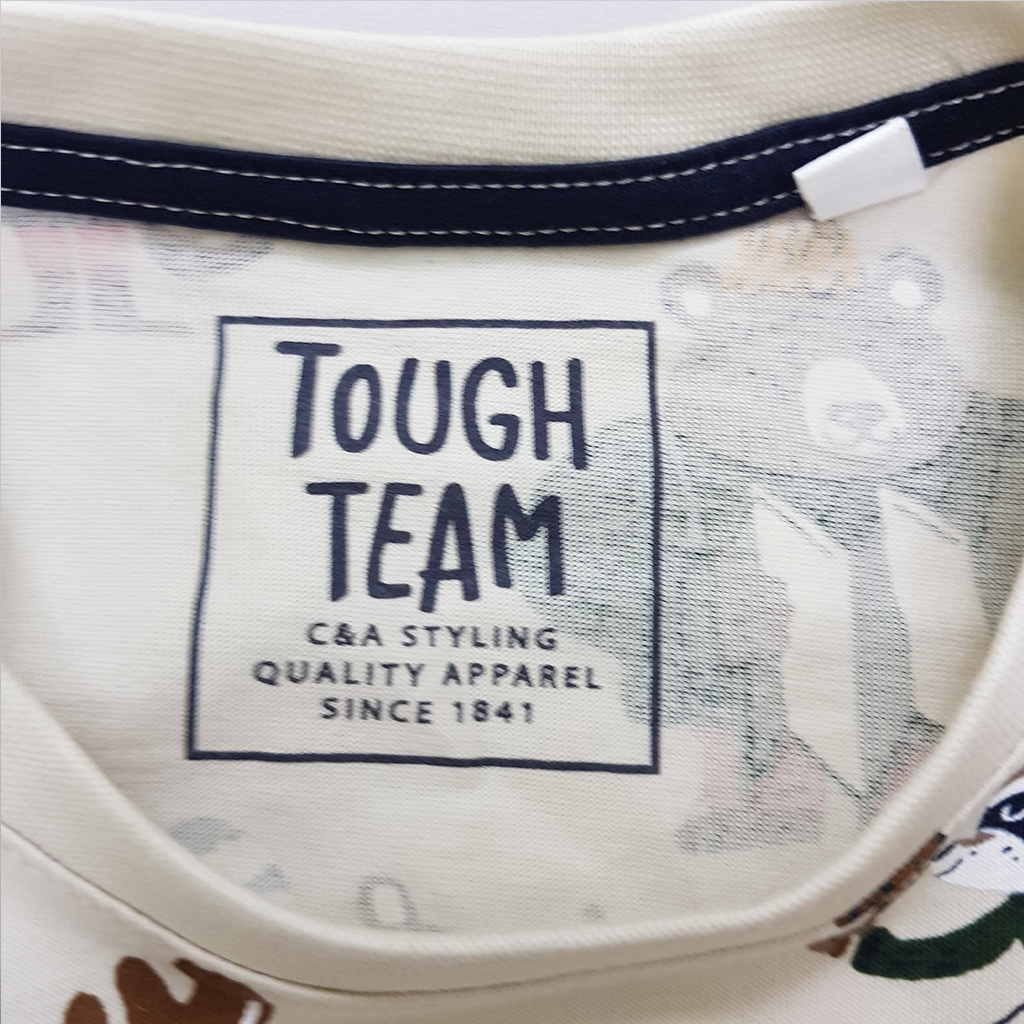 TOUGH
TEAM
C&A STYLING
QUALITY APPAREL
SINCE 1841